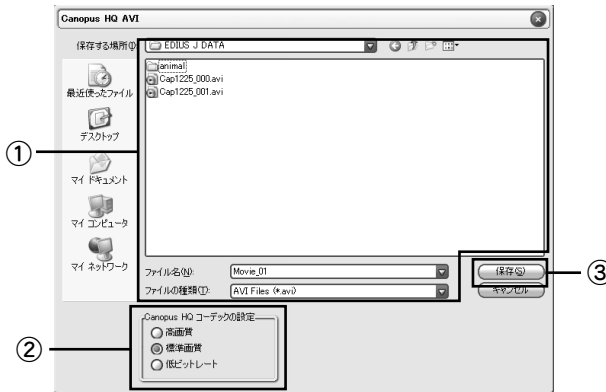 Canopus HQ AVI
保存する場所(I):
EDIUS J DATA
animal
Cap1225_000.avi
Cap1225_001.avi
最近使ったファイル
デスクトップ
マイ ドキュメント
マイ コンピュータ
マイ ネットワーク
ファイル名(N):
Movie_01
保存(S)
ファイルの種類(T):
AVI Files (*.avi)
キャンセル
Canopus HQ コーデックの設定
高画質
標準画質
低ビットレート
①
②
③